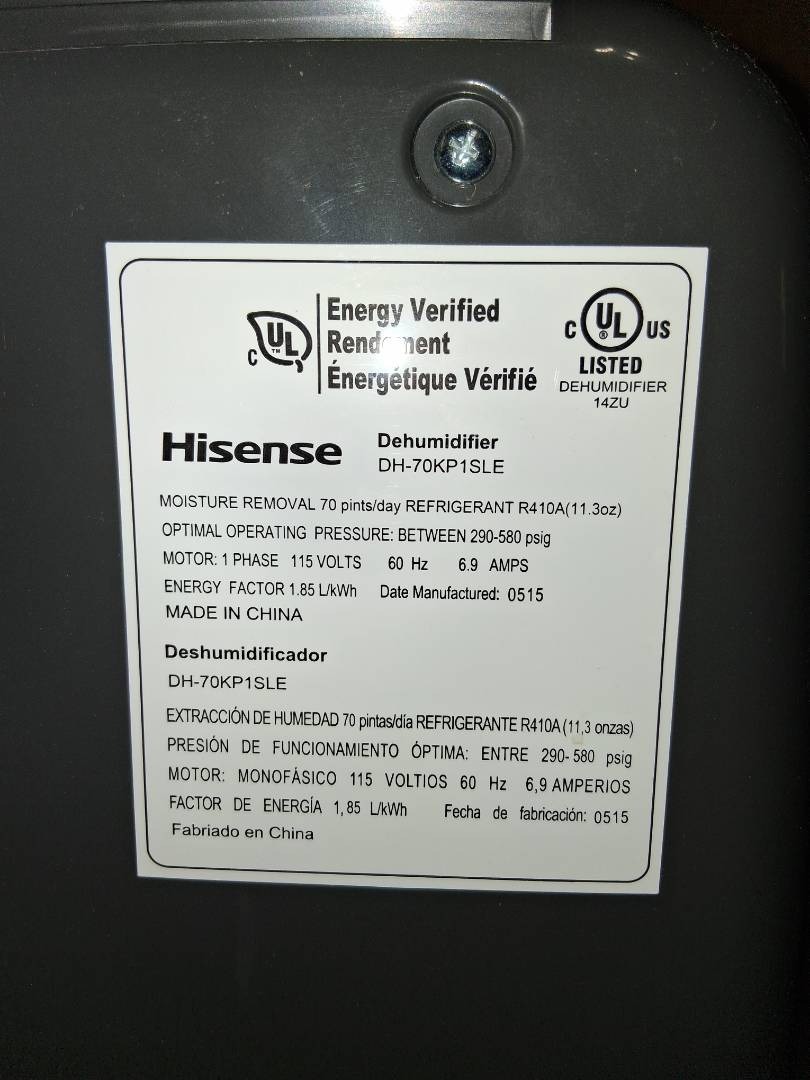 C UL TM
Energy Verified
Rendement
Énergétique Vérifié
C UL ® US
LISTED
DEHUMIDIFIER
14ZU
Hisense
Dehumidifier
DH-70KP1SLE
MOISTURE REMOVAL 70 pints/day REFRIGERANT R410A(11.3oz)
OPTIMAL OPERATING PRESSURE: BETWEEN 290-580 psig
MOTOR: 1 PHASE 115 VOLTS 60 Hz 6.9 AMPS
ENERGY FACTOR 1.85 L/kWh Date Manufactured: 0515
MADE IN CHINA
Deshumidificador
DH-70KP1SLE
EXTRACCIÓN DE HUMEDAD 70 pintas/día REFRIGERANTE R410A (11,3 onzas)
PRESIÓN DE FUNCIONAMIENTO ÓPTIMA: ENTRE 290-580 psig
MOTOR: MONOFÁSICO 115 VOLTIOS 60 Hz 6,9 AMPERIOS
FACTOR DE ENERGÍA 1,85 L/kWh Fecha de fabricación: 0515
Fabriado en China